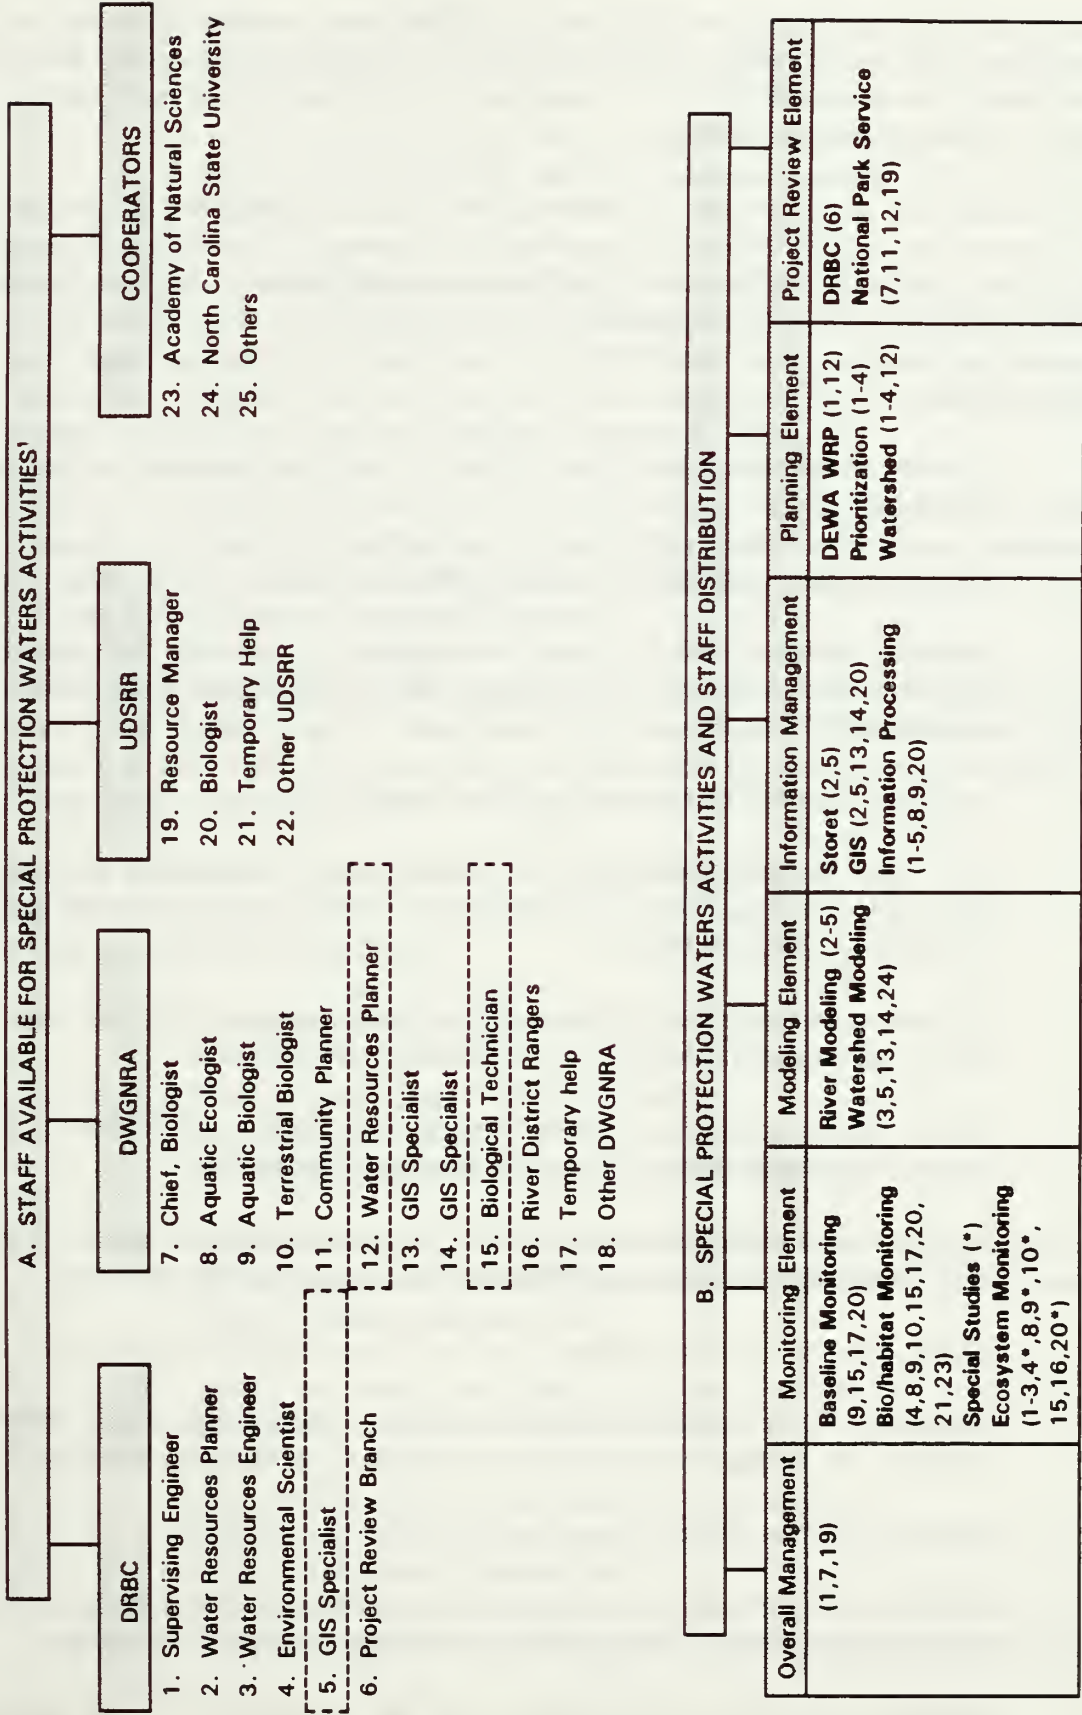 A. STAFF AVAILABLE FOR SPECIAL PROTECTION WATERS ACTIVITIES¹
DRBC
1. Supervising Engineer
2. Water Resources Planner
3. Water Resources Engineer
4. Environmental Scientist
5. GIS Specialist
6. Project Review Branch
DWGNRA
7. Chief, Biologist
8. Aquatic Ecologist
9. Aquatic Biologist
10. Terrestrial Biologist
11. Community Planner
12. Water Resources Planner
13. GIS Specialist
14. GIS Specialist
15. Biological Technician
16. River District Rangers
17. Temporary help
18. Other DWGNRA
UDSRR
19. Resource Manager
20. Biologist
21. Temporary Help
22. Other UDSRR
COOPERATORS
23. Academy of Natural Sciences
24. North Carolina State University
25. Others
B. SPECIAL PROTECTION WATERS ACTIVITIES AND STAFF DISTRIBUTION
Overall Management
(1,7,19)
Monitoring Element
Baseline Monitoring
(9,15,17,20)
Bio/habitat Monitoring
(4,8,9,10,15,17,20,
21,23)
Special Studies (*)
Ecosystem Monitoring
(1-3,4*,8,9*,10*,
15,16,20*)
Modeling Element
River Modeling (2-5)
Watershed Modeling
(3,5,13,14,24)
Information Management
Storet (2,5)
GIS (2,5,13,14,20)
Information Processing
(1-5,8,9,20)
Planning Element
DEWA WRP (1,12)
Prioritization (1-4)
Watershed (1-4,12)
Project Review Element
DRBC (6)
National Park Service
(7,11,12,19)